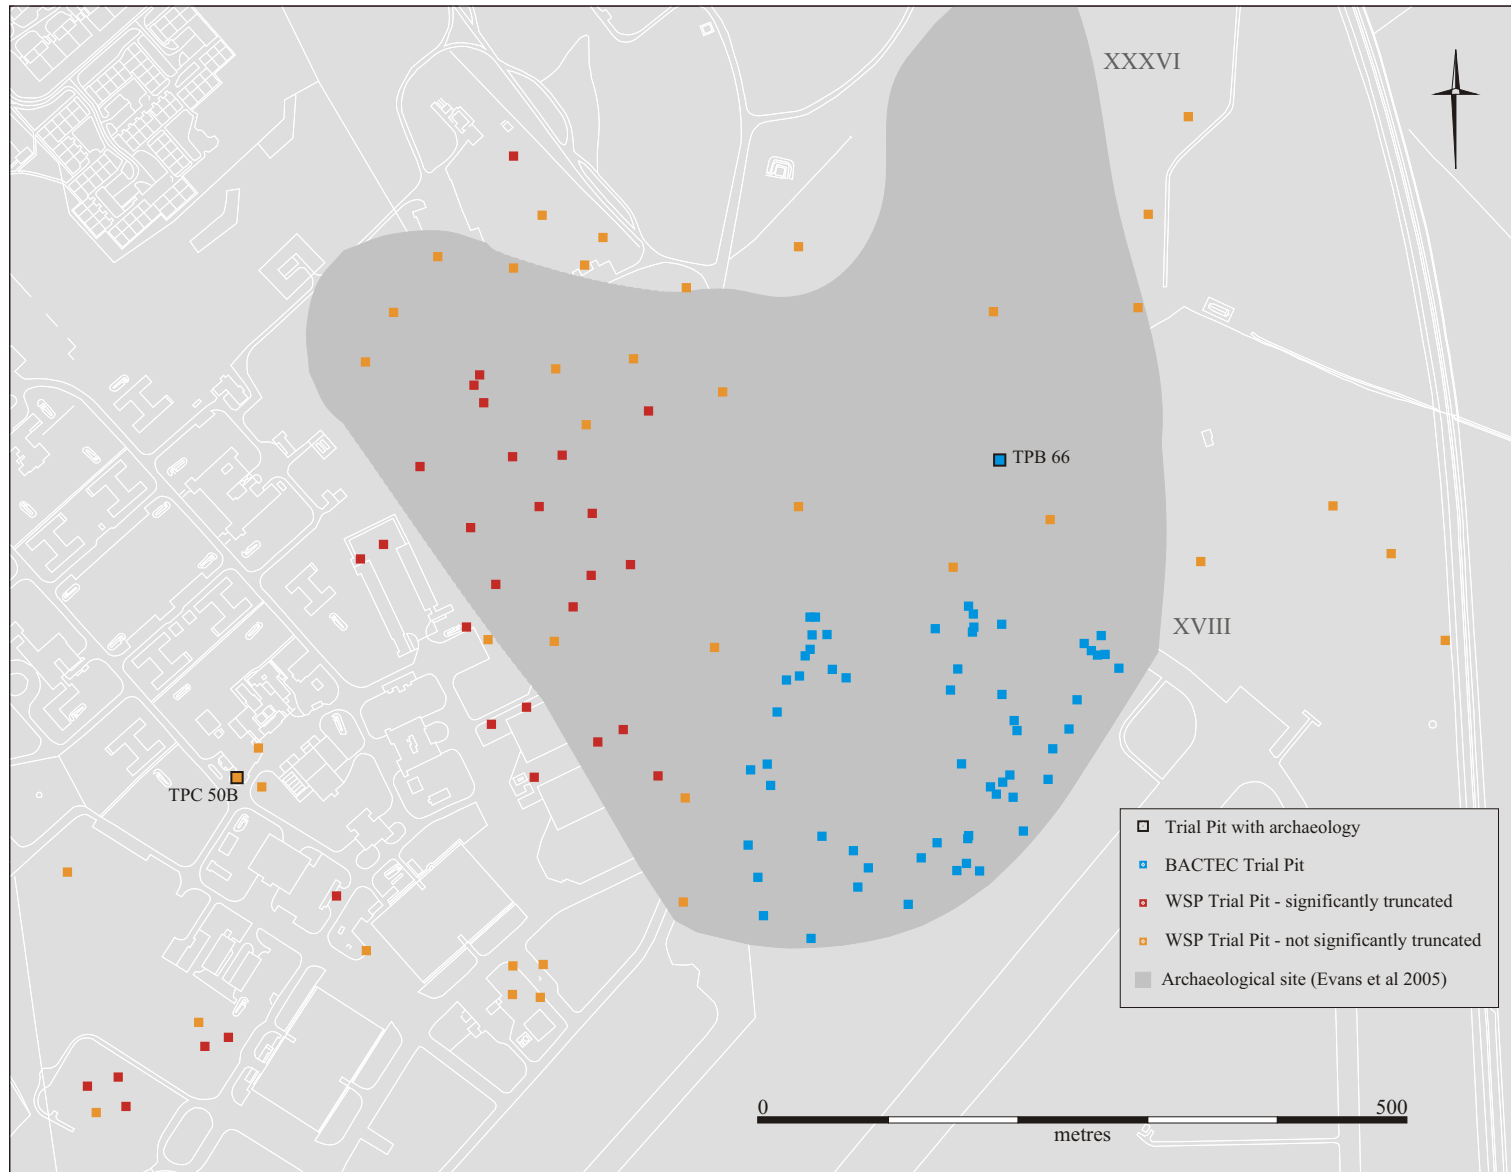 XXXVI
TPB 66
XVIII
TPC 50B
Trial Pit with archaeology
BACTEC Trial Pit
WSP Trial Pit - significantly truncated
WSP Trial Pit - not significantly truncated
Archaeological site (Evans et al 2005)
0 500
metres